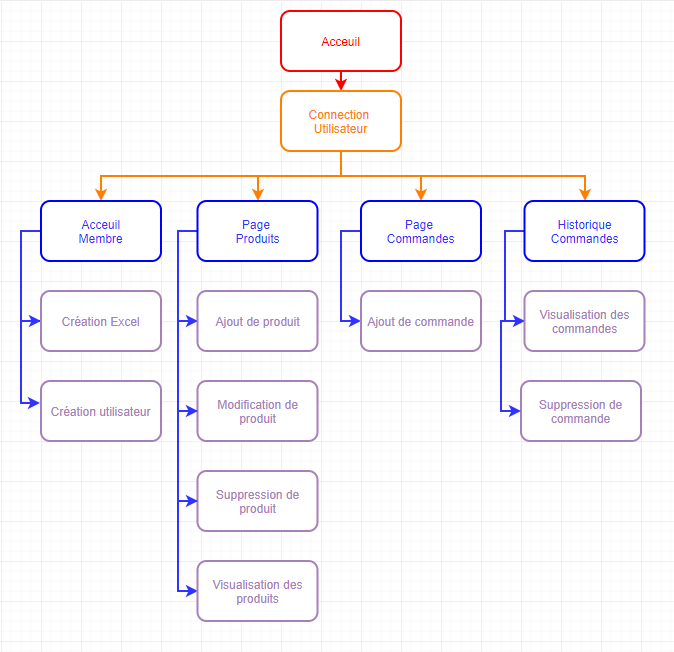 Acceuil
Connection
Utilisateur
Acceuil
Membre
Page
Produits
Page
Commandes
Historique
Commandes
Création Excel
Ajout de produit
Ajout de commande
Visualisation des
commandes
Création utilisateur
Modification de
produit
Suppression de
commande
Suppression de
produit
Visualisation des
produits